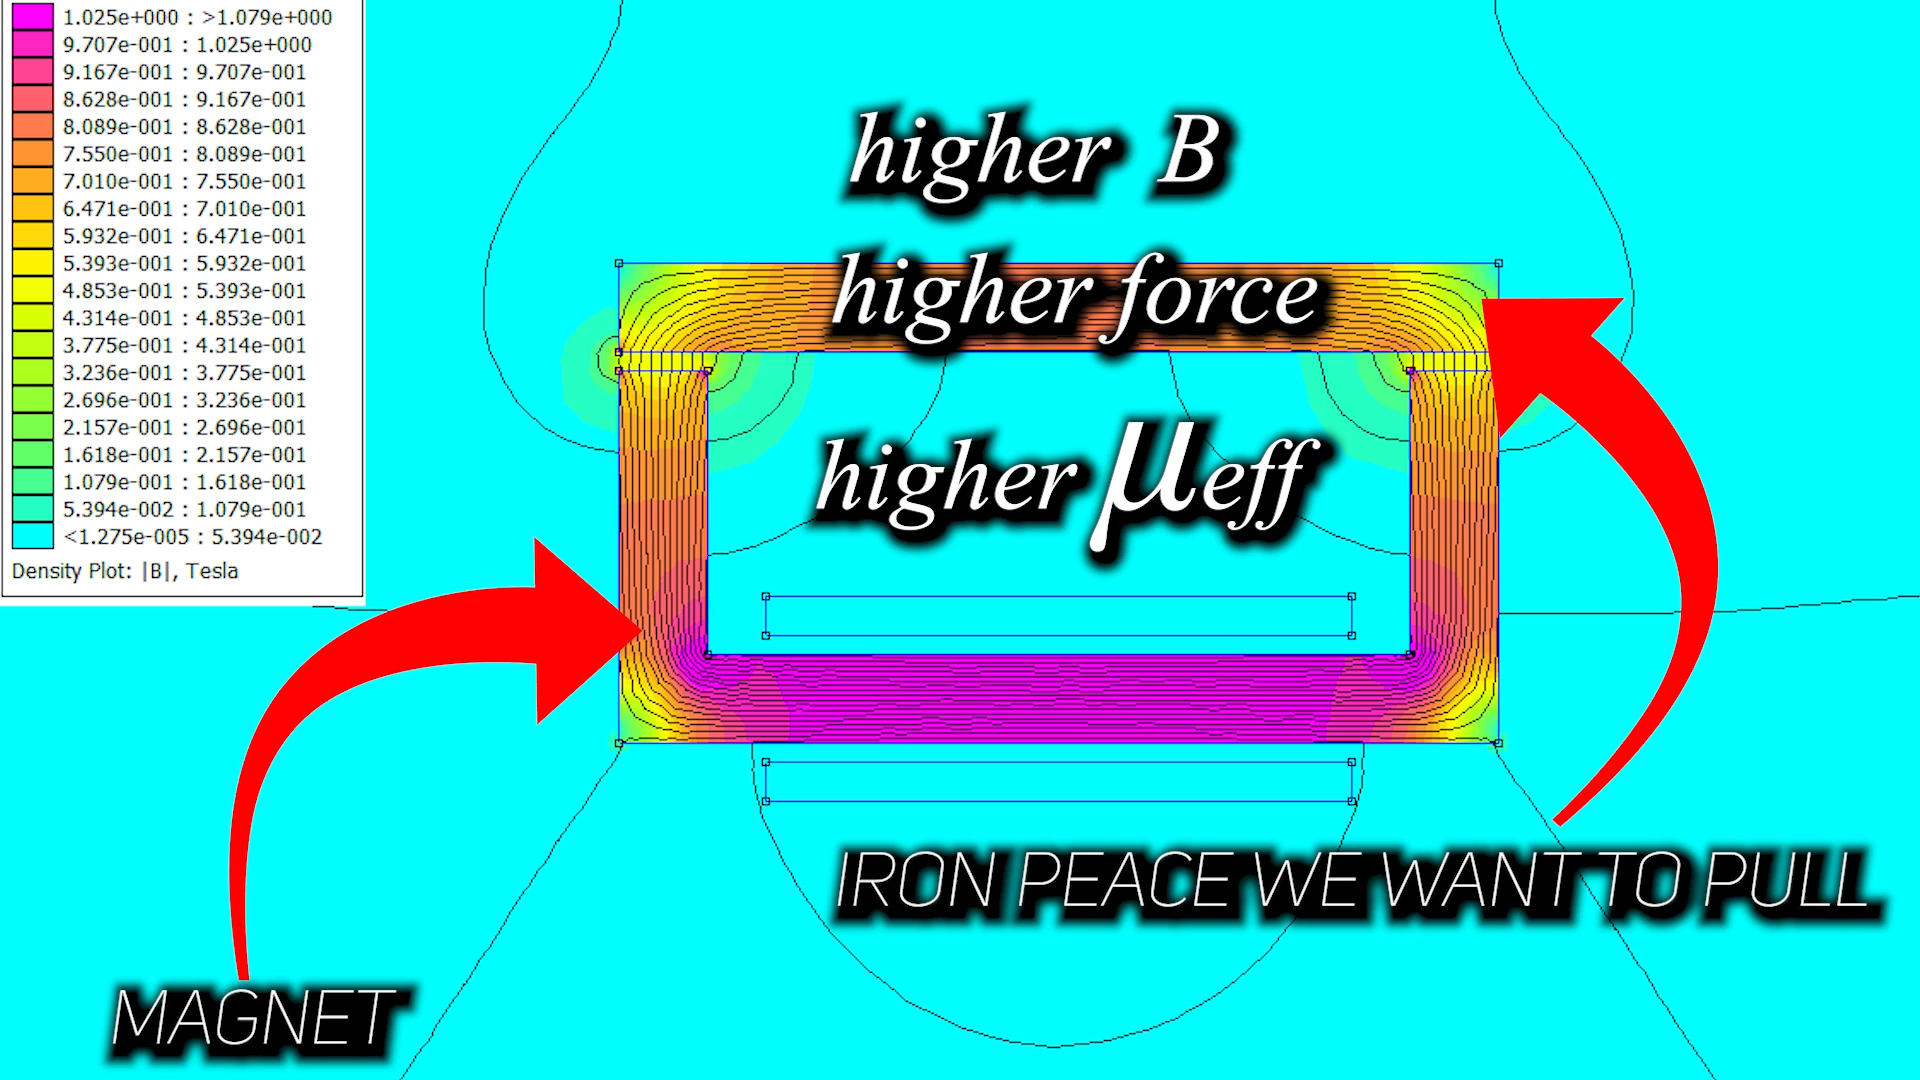 1.025e+000 : >1.079e+000
9.707e-001 : 1.025e+000
9.167e-001 : 9.707e-001
8.628e-001 : 9.167e-001
8.089e-001 : 8.628e-001
7.550e-001 : 8.089e-001
7.010e-001 : 7.550e-001
6.471e-001 : 7.010e-001
5.932e-001 : 6.471e-001
5.393e-001 : 5.932e-001
4.853e-001 : 5.393e-001
4.314e-001 : 4.853e-001
3.775e-001 : 4.314e-001
3.236e-001 : 3.775e-001
2.696e-001 : 3.236e-001
2.157e-001 : 2.696e-001
1.618e-001 : 2.157e-001
1.079e-001 : 1.618e-001
5.394e-002 : 1.079e-001
<1.275e-005 : 5.394e-002
Density Plot: |B|, Tesla
higher B
higher force
higher μeff
IRON PEACE WE WANT TO PULL
MAGNET